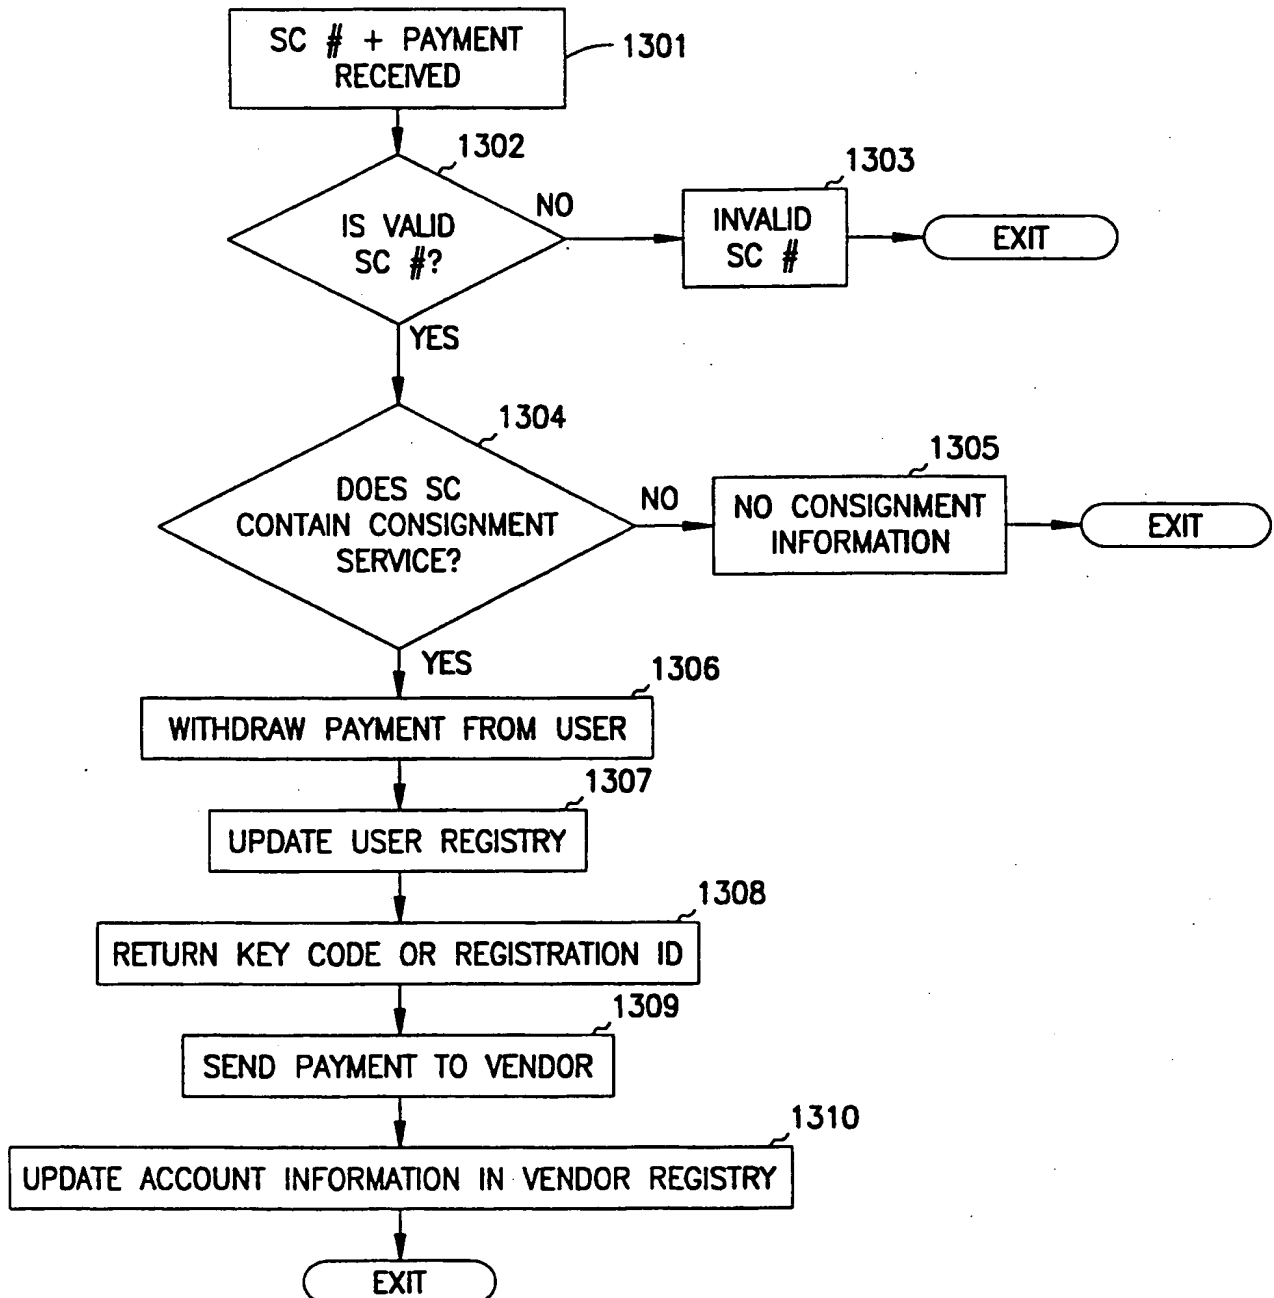 SC # + PAYMENT
RECEIVED
1301
1302
IS VALID
SC #?
NO
1303
INVALID
SC #
EXIT
YES
1304
DOES SC
CONTAIN CONSIGNMENT
SERVICE?
NO
1305
NO CONSIGNMENT
INFORMATION
EXIT
YES
1306
WITHDRAW PAYMENT FROM USER
1307
UPDATE USER REGISTRY
1308
RETURN KEY CODE OR REGISTRATION ID
1309
SEND PAYMENT TO VENDOR
1310
UPDATE ACCOUNT INFORMATION IN VENDOR REGISTRY
EXIT